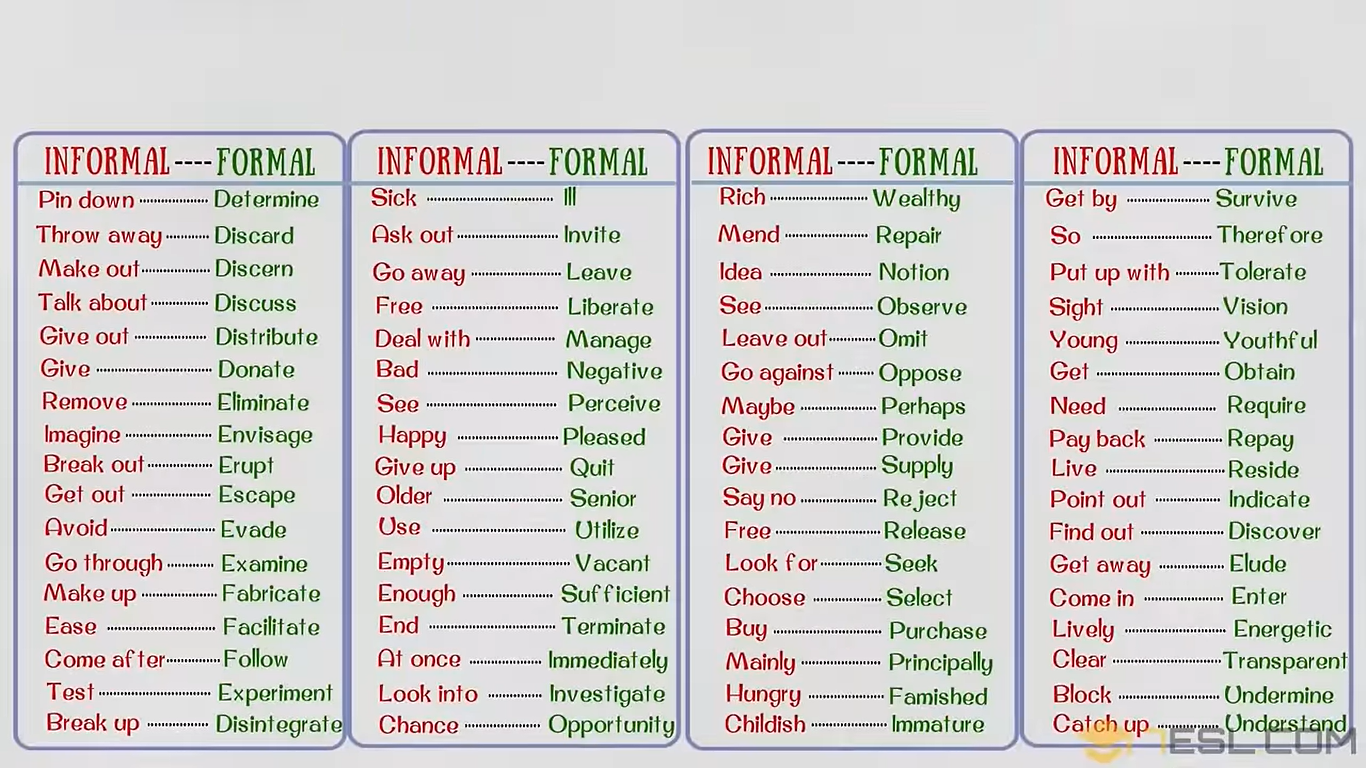 INFORMAL ---- FORMAL
Pin down ............ Determine
Throw away ........ Discard
Make out ............ Discern
Talk about ........... Discuss
Give out ............ Distribute
Give ............ Donate
Remove ............ Eliminate
Imagine ............ Envisage
Break out ............ Erupt
Get out ............ Escape
Avoid ............ Evade
Go through ........ Examine
Make up ............ Fabricate
Ease ............ Facilitate
Come after ........ Follow
Test ............ Experiment
Break up ............ Disintegrate
INFORMAL ---- FORMAL
Sick ............ Ill
Ask out ............ Invite
Go away ............ Leave
Free ............ Liberate
Deal with ............ Manage
Bad ............ Negative
See ............ Perceive
Happy ............ Pleased
Give up ............ Quit
Older ............ Senior
Use ............ Utilize
Empty ............ Vacant
Enough ............ Sufficient
End ............ Terminate
At once ............ Immediately
Look into ........ Investigate
Chance ............ Opportunity
INFORMAL ---- FORMAL
Rich ............ Wealthy
Mend ............ Repair
Idea ............ Notion
See ............ Observe
Leave out ........ Omit
Go against ...... Oppose
Maybe ............ Perhaps
Give ............ Provide
Give ............ Supply
Say no ............ Reject
Free ............ Release
Look for ............ Seek
Choose ............ Select
Buy ............ Purchase
Mainly ............ Principally
Hungry ............ Famished
Childish ............ Immature
INFORMAL ---- FORMAL
Get by ............ Survive
So ............ Therefore
Put up with ........ Tolerate
Sight ............ Vision
Young ............ Youthful
Get ............ Obtain
Need ............ Require
Pay back ............ Repay
Live ............ Reside
Point out ............ Indicate
Find out ............ Discover
Get away ............ Elude
Come in ............ Enter
Lively ............ Energetic
Clear ............ Transparent
Block ............ Undermine
Catch up ............ Understand
7ESL.COM